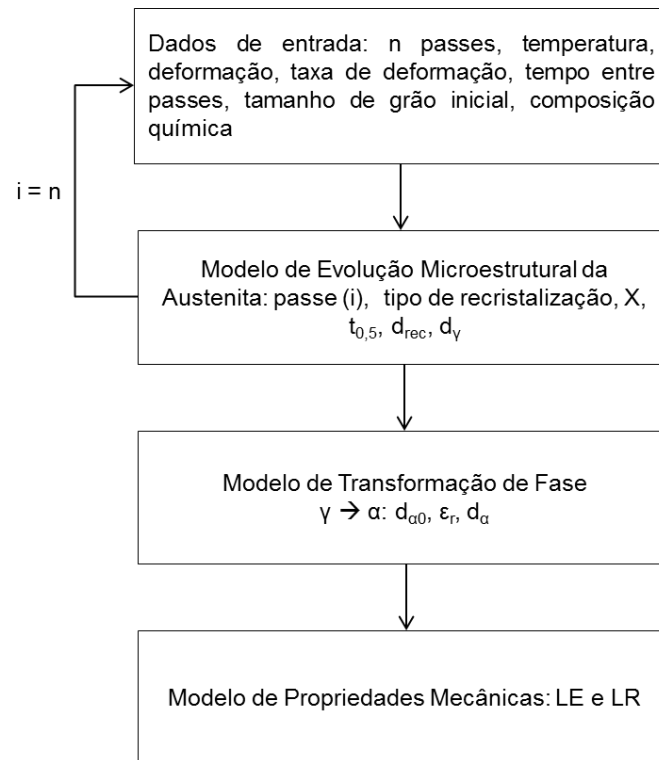 Dados de entrada: n passes, temperatura,
deformação, taxa de deformação, tempo entre
passes, tamanho de grão inicial, composição
química
i = n
Modelo de Evolução Microestrutural da
Austenita: passe (i), tipo de recristalização, X,
t0,5, drec, dγ
Modelo de Transformação de Fase
γ → α: dα0, εr, dα
Modelo de Propriedades Mecânicas: LE e LR